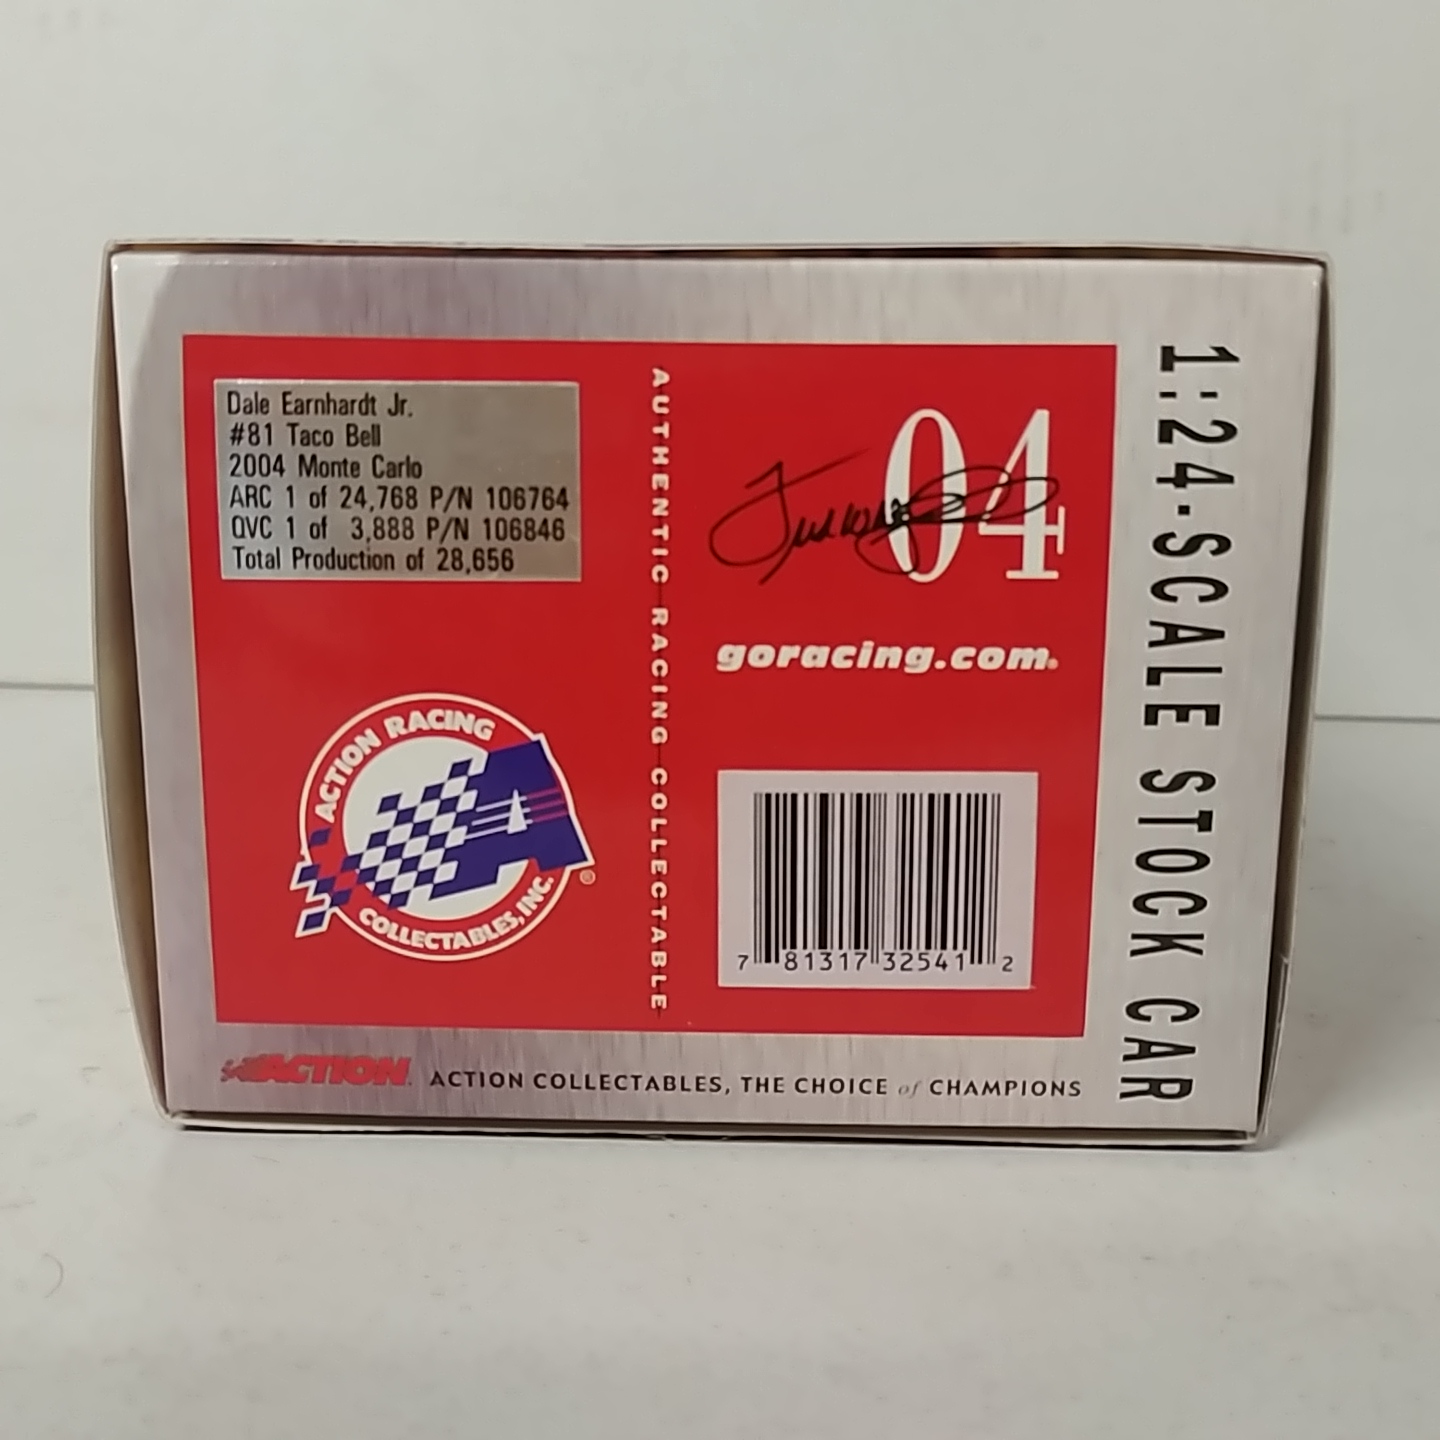 Dale Earnhardt Jr.
#81 Taco Bell
2004 Monte Carlo
ARC 1 of 24,768 P/N 106764
QVC 1 of 3,888 P/N 106846
Total Production of 28,656
ACTION RACING
COLLECTABLES, INC.
®
AUTHENTIC RACING COLLECTABLE
04
goracing.com
7 81317 32541 2
1:24-SCALE STOCK CAR
ACTION
ACTION COLLECTABLES, THE CHOICE of CHAMPIONS